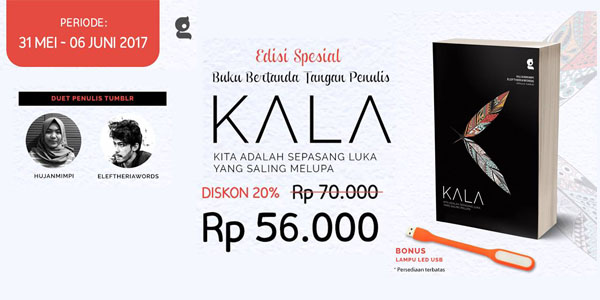 PERIODE:
31 MEI - 06 JUNI 2017
g
DUET PENULIS TUMBLR
HUJANMIMPI
ELEFTHERIAWORDS
Edisi Spesial
Buku Bertanda Tangan Penulis
KALA
KITA ADALAH SEPASANG LUKA
YANG SALING MELUPA
DISKON 20% Rp 70.000
Rp 56.000
HUJANMIMPI
ELEFTHERIAWORDS
KALA
BONUS
LAMPU LED USB
* Persediaan terbatas